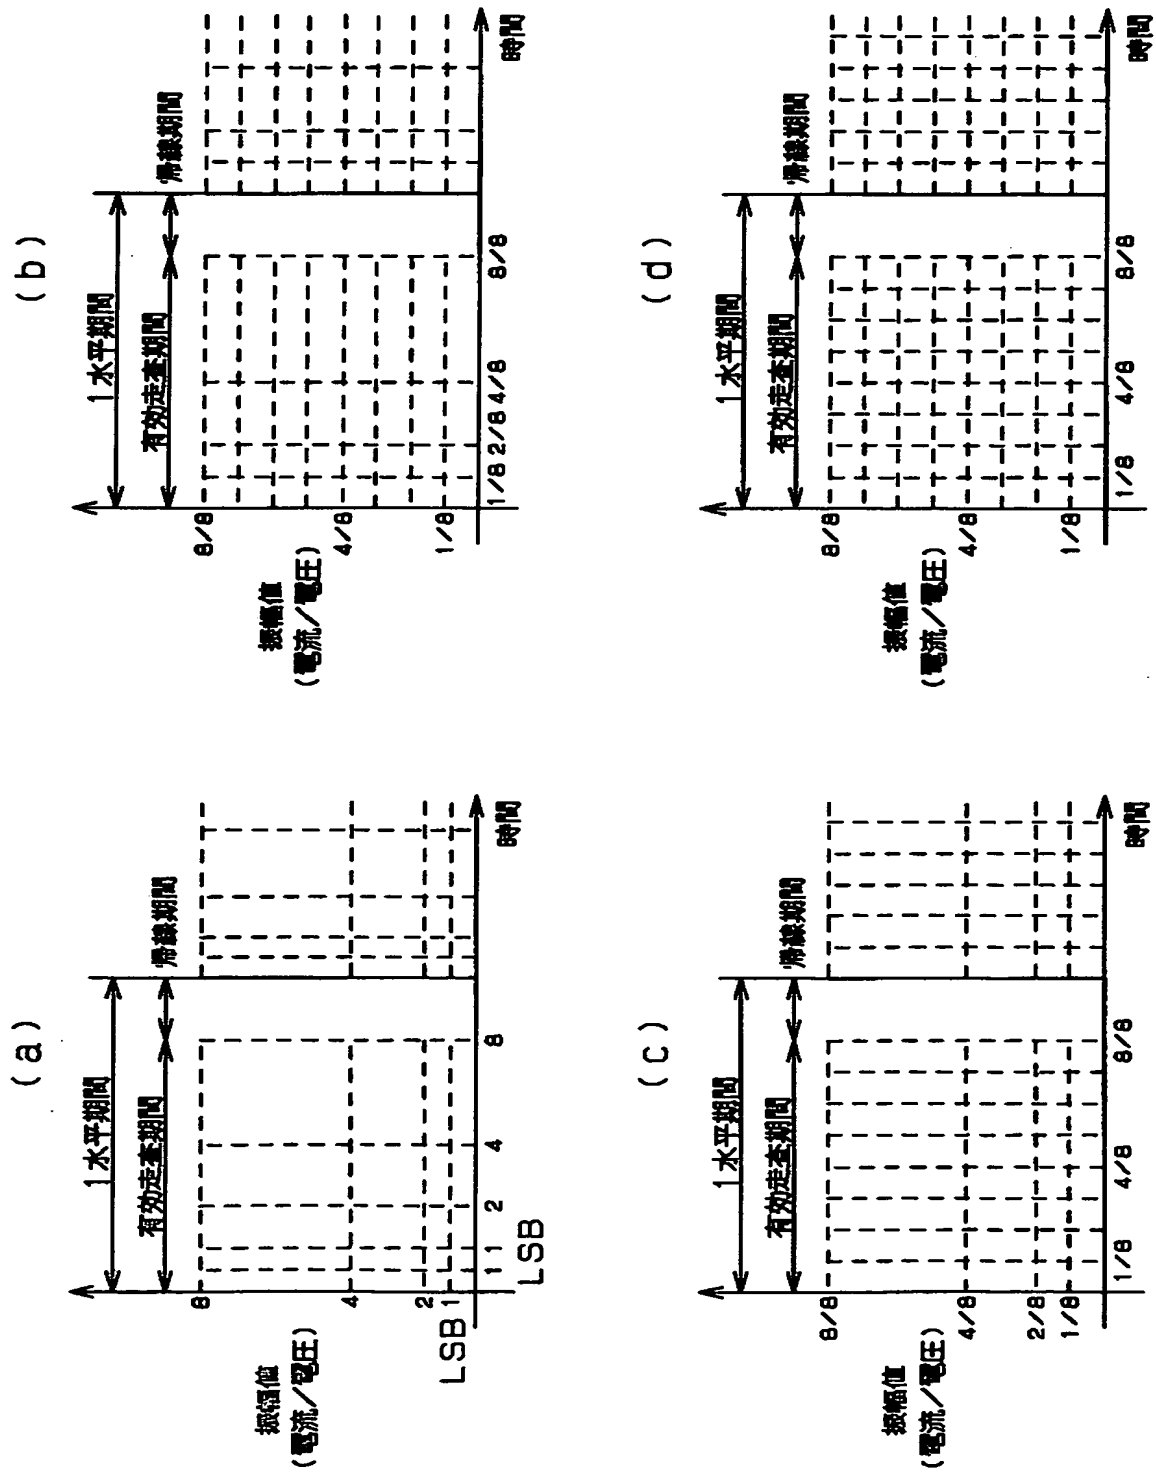 (a)
1水平期間
有効走査期間
帰線期間
振幅値
(電流/電圧)
8
4
2
1
LSB
1
1
2
4
8
LSB
時間
(b)
1水平期間
有効走査期間
帰線期間
振幅値
(電流/電圧)
8/8
4/8
1/8
1/8
2/8
4/8
8/8
時間
(c)
1水平期間
有効走査期間
帰線期間
振幅値
(電流/電圧)
8/8
4/8
2/8
1/8
1/8
4/8
8/8
時間
(d)
1水平期間
有効走査期間
帰線期間
振幅値
(電流/電圧)
8/8
4/8
1/8
1/8
4/8
8/8
時間